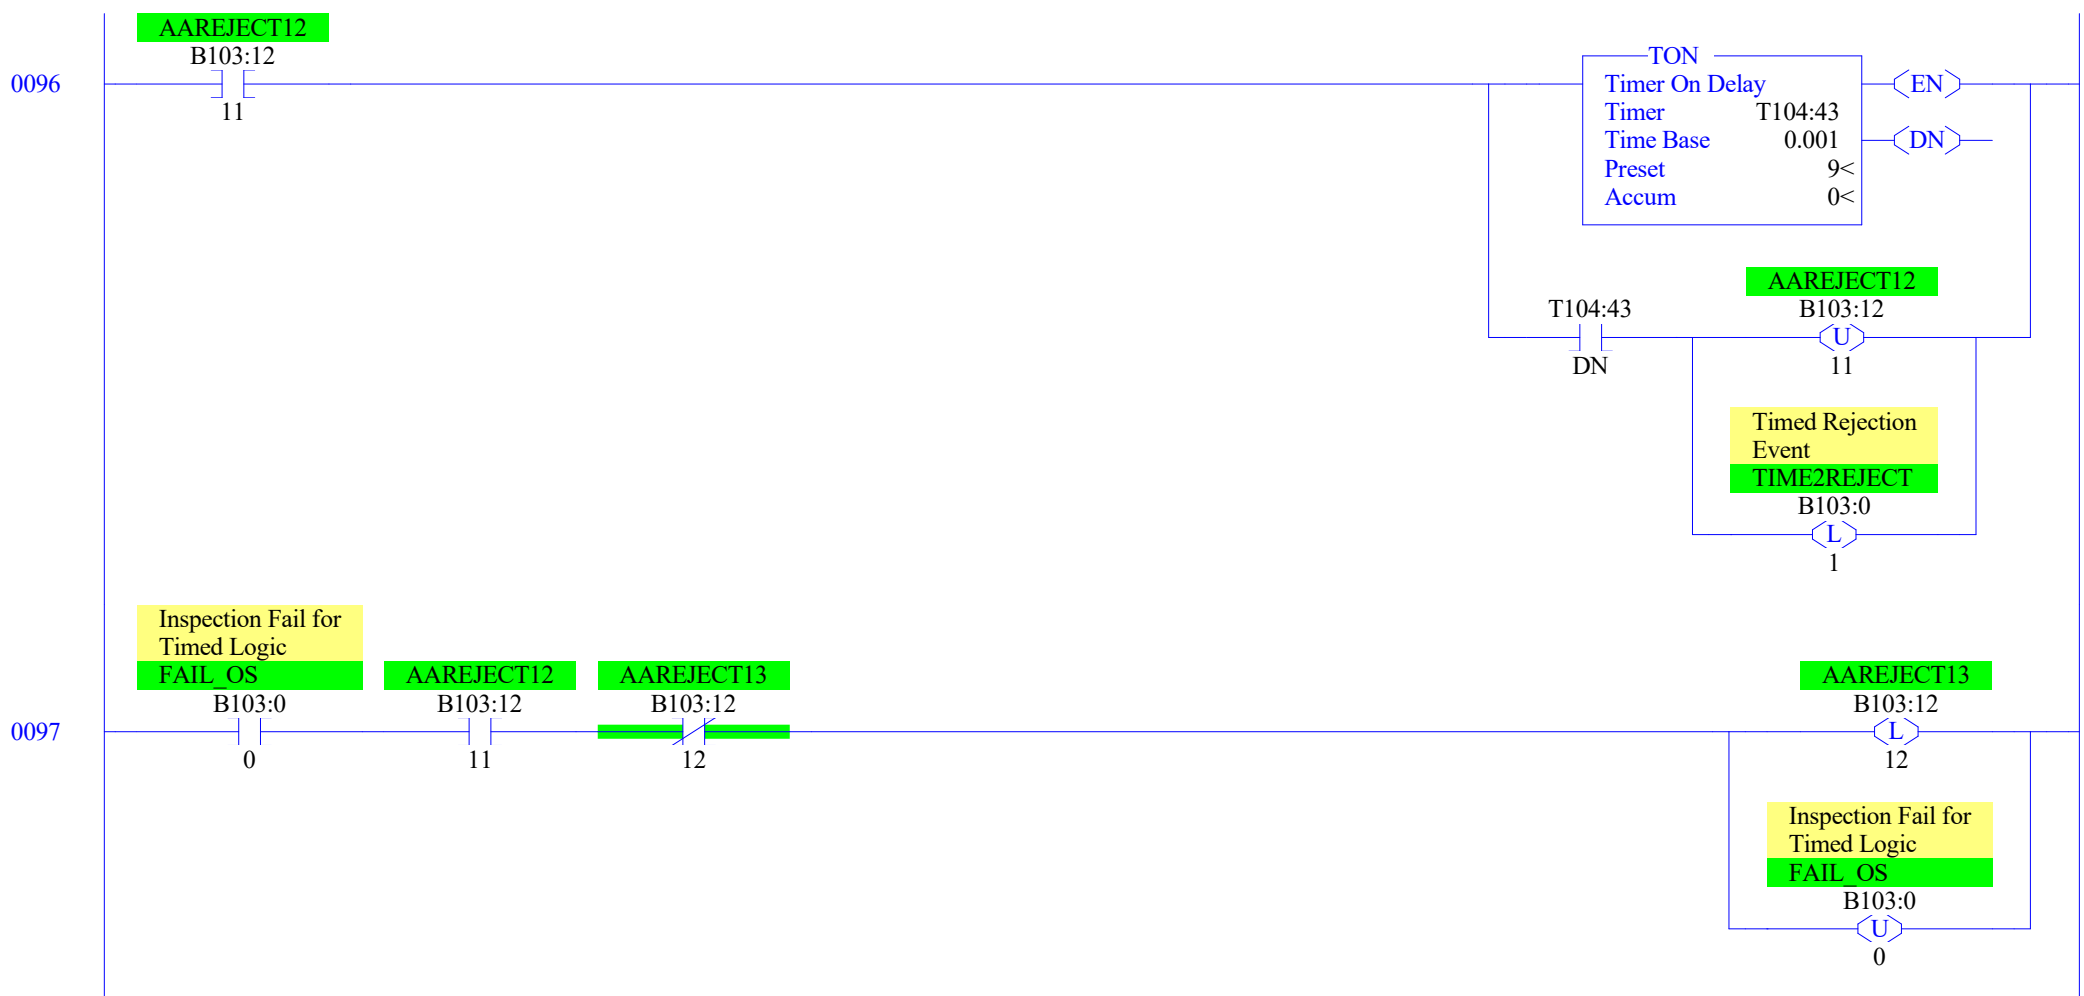 AAREJECT12
B103:12
0096
11
TON
Timer On Delay
Timer T104:43
Time Base 0.001
Preset 9<
Accum 0<
EN
DN
T104:43
DN
AAREJECT12
B103:12
U
11
Timed Rejection
Event
TIME2REJECT
B103:0
L
1
0097
Inspection Fail for
Timed Logic
FAIL_OS
B103:0
0
AAREJECT12
B103:12
11
AAREJECT13
B103:12
12
AAREJECT13
B103:12
L
12
Inspection Fail for
Timed Logic
FAIL_OS
B103:0
U
0